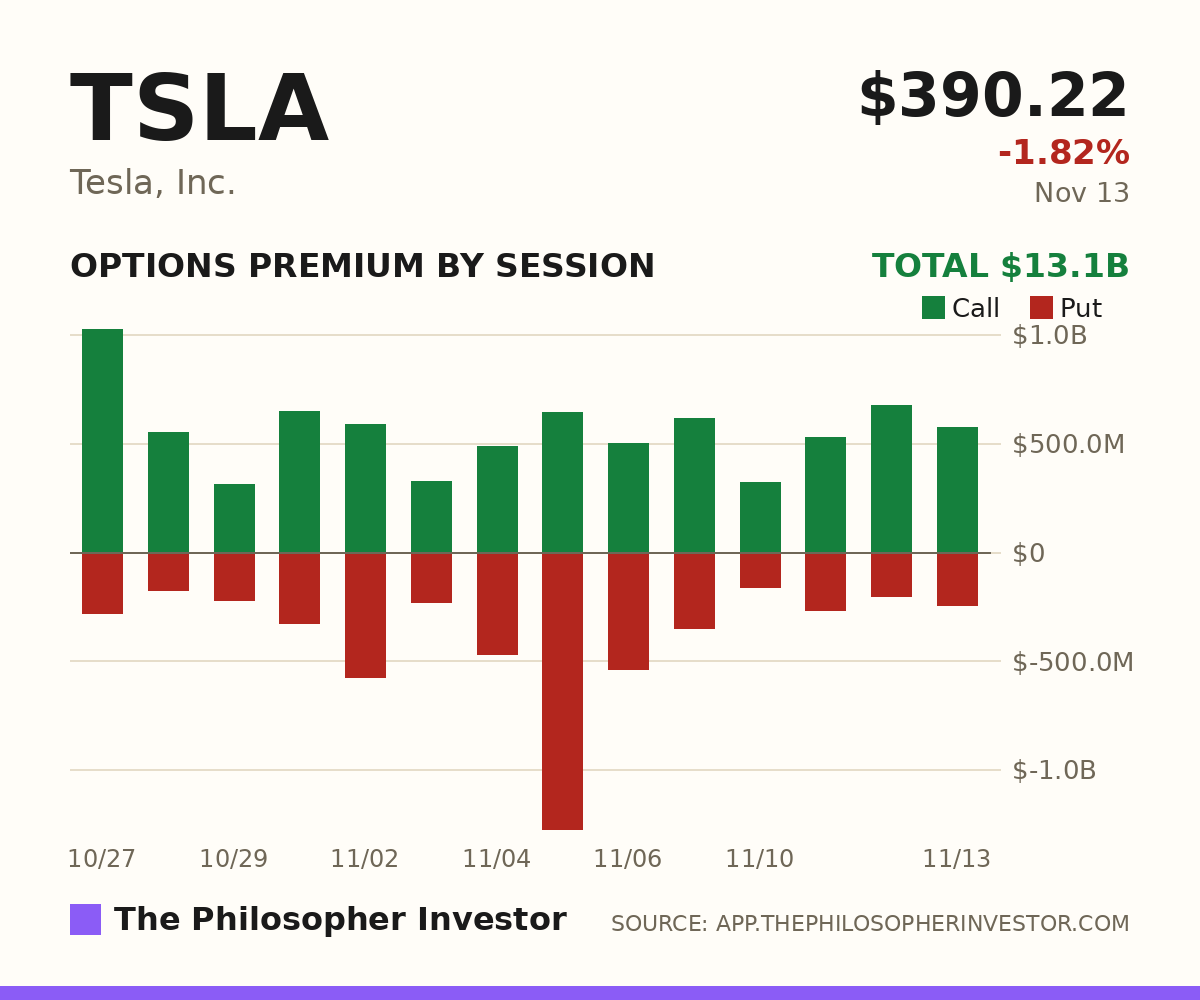 TSLA
$390.22
-1.82%
Tesla, Inc.
Nov 13
OPTIONS PREMIUM BY SESSION
TOTAL $13.1B
Call
Put
$1.0B
$500.0M
$0
$-500.0M
$-1.0B
10/27
10/29
11/02
11/04
11/06
11/10
11/13
The Philosopher Investor
SOURCE: APP.THEPHILOSOPHERINVESTOR.COM